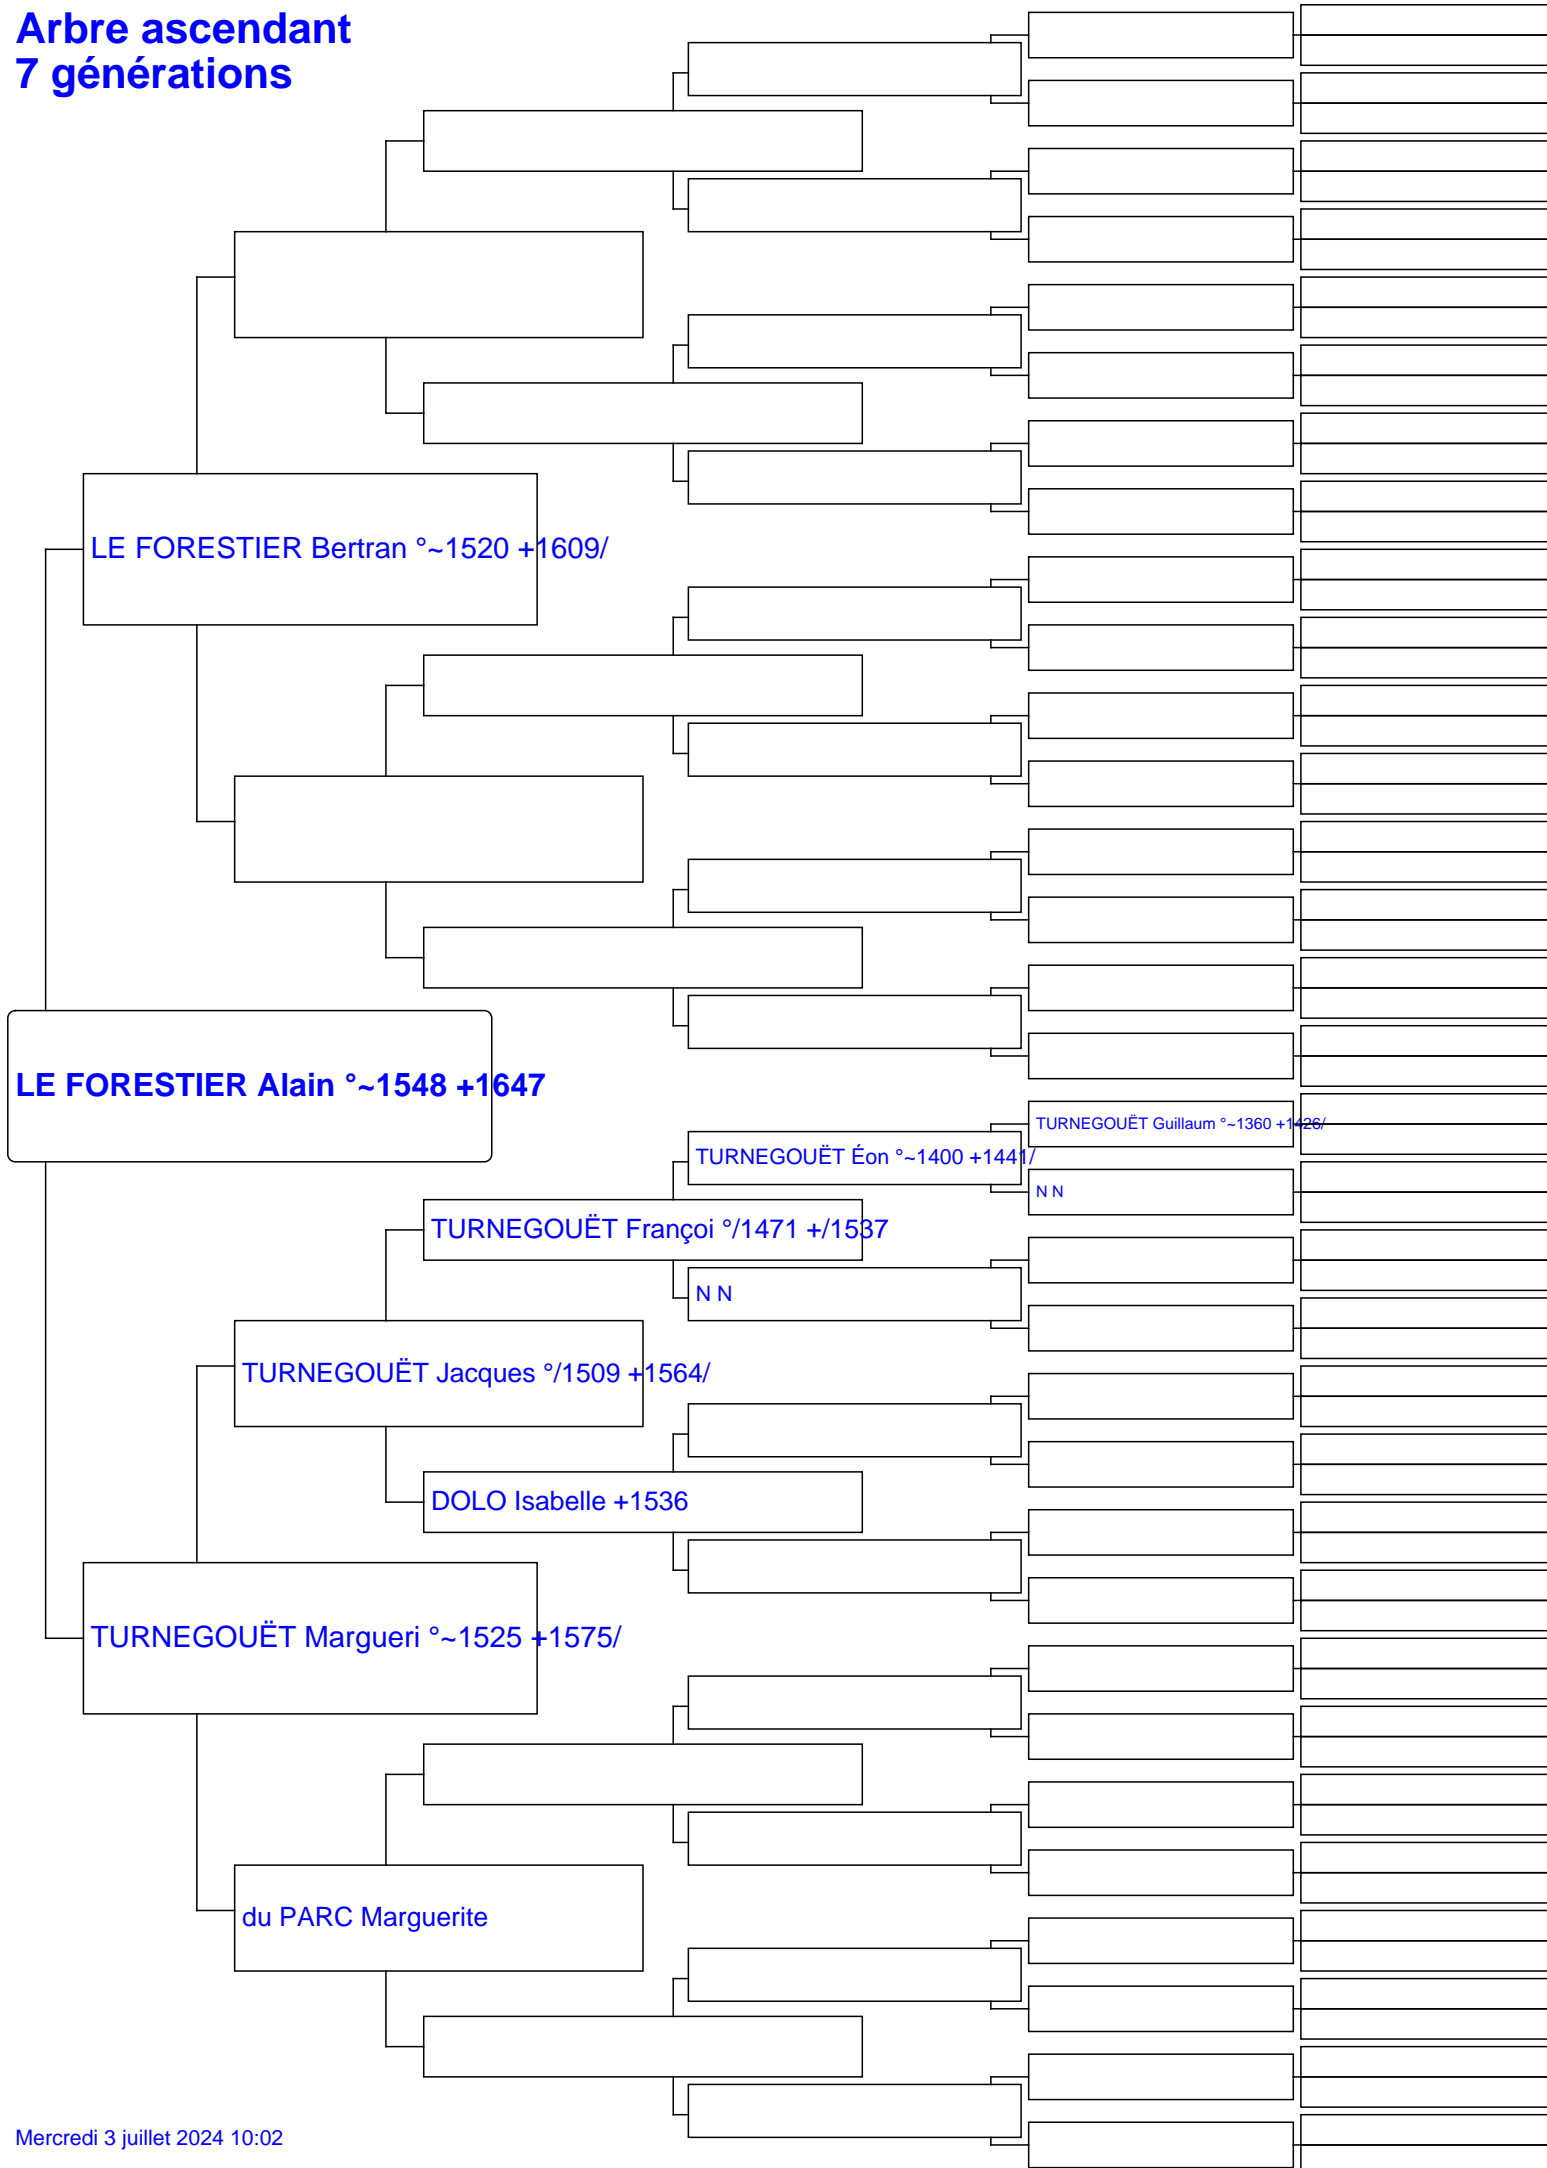 Arbre ascendant
7 générations
LE FORESTIER Bertran °~1520 +1609/
LE FORESTIER Alain °~1548 +1647
TURNEGOUËT Guillaum °~1360 +1426/
TURNEGOUËT Éon °~1400 +1441/
N N
TURNEGOUËT Françoi °/1471 +/1537
N N
TURNEGOUËT Jacques °/1509 +1564/
DOLO Isabelle +1536
TURNEGOUËT Margueri °~1525 +1575/
du PARC Marguerite
Mercredi 3 juillet 2024 10:02